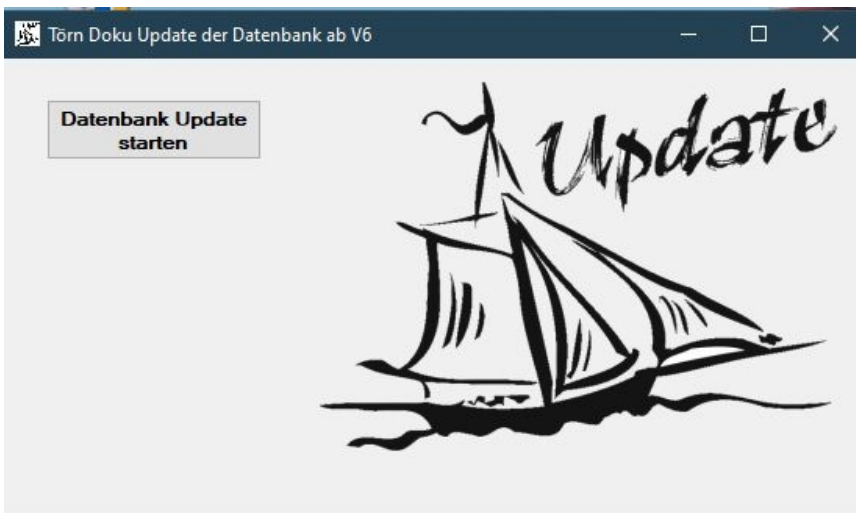 Törn Doku Update der Datenbank ab V6
Datenbank Update
starten
Update